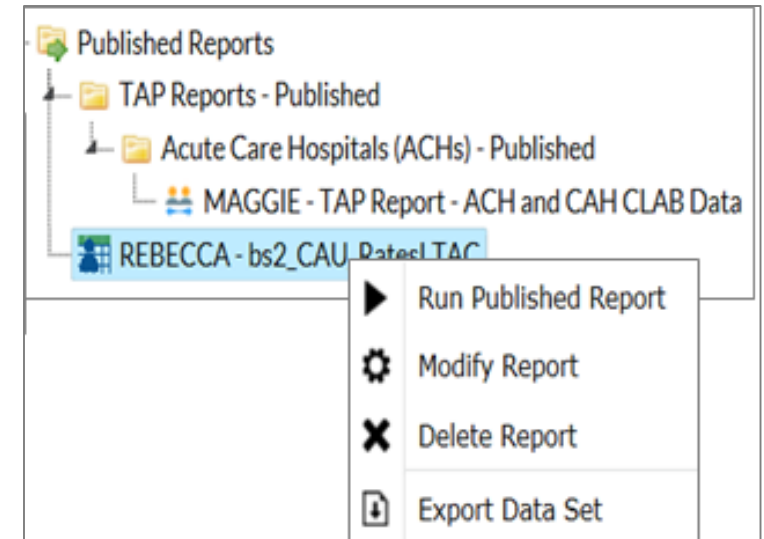 Published Reports
TAP Reports - Published
Acute Care Hospitals (ACHs) - Published
MAGGIE - TAP Report - ACH and CAH CLAB Data
REBECCA - bs2_CAU_RatesLTAC
Run Published Report
Modify Report
Delete Report
Export Data Set